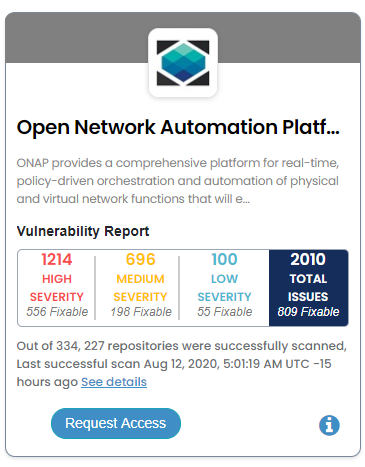 Open Network Automation Platf...
ONAP provides a comprehensive platform for real-time,
policy-driven orchestration and automation of physical
and virtual network functions that will e...
Vulnerability Report
1214 696 100 2010
HIGH MEDIUM LOW TOTAL
SEVERITY SEVERITY SEVERITY ISSUES
556 Fixable 198 Fixable 55 Fixable 809 Fixable
Out of 334, 227 repositories were successfully scanned,
Last successful scan Aug 12, 2020, 5:01:19 AM UTC -15
hours ago See details
Request Access